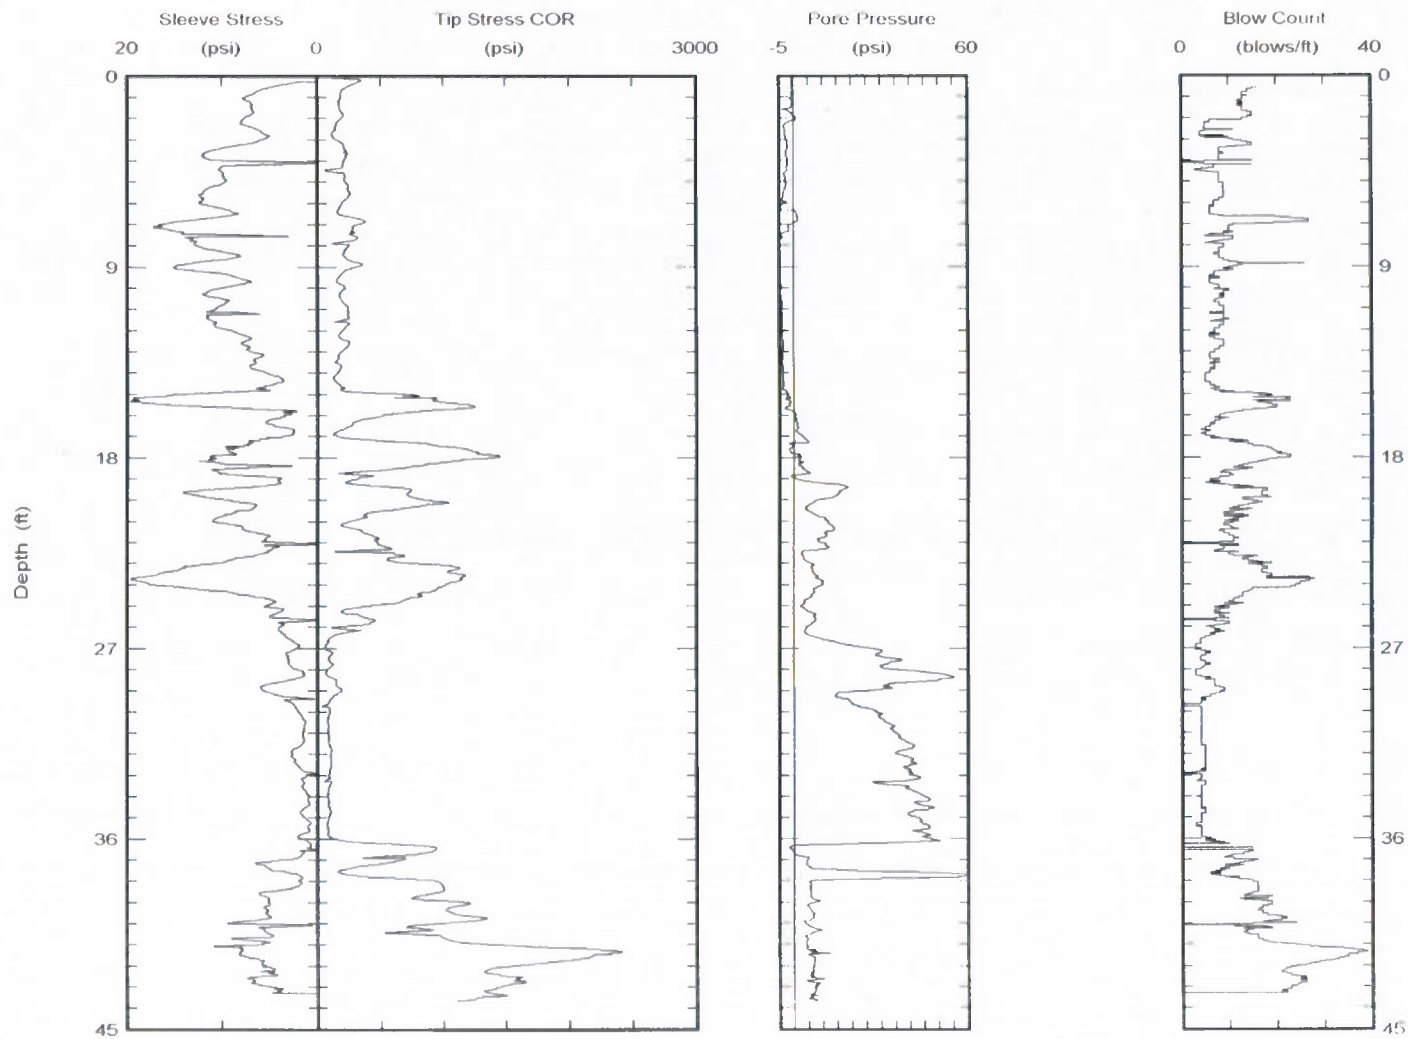 Sleeve Stress Tip Stress COR Pore Pressure Blow Count
20 (psi) 0 (psi) 3000 -5 (psi) 60 0 (blows/ft) 40
0 0
9 9
18 18
Depth (ft)
27 27
36 36
45 45